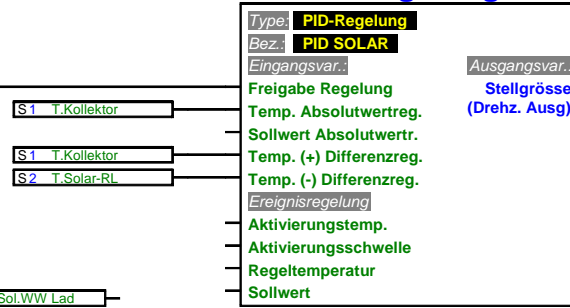 Type: PID-Regelung
Bez.: PID SOLAR
Eingangsvar.: Ausgangsvar.:
Freigabe Regelung Stellgrösse
S1 T.Kollektor Temp. Absolutwertreg. (Drehz. Ausg)
Sollwert Absolutwertr.
S1 T.Kollektor Temp. (+) Differenzreg.
S2 T.Solar-RL Temp. (-) Differenzreg.
Ereignisregelung
Aktivierungstemp.
Aktivierungsschwelle
Regeltemperatur
Sol.WW Lad Sollwert